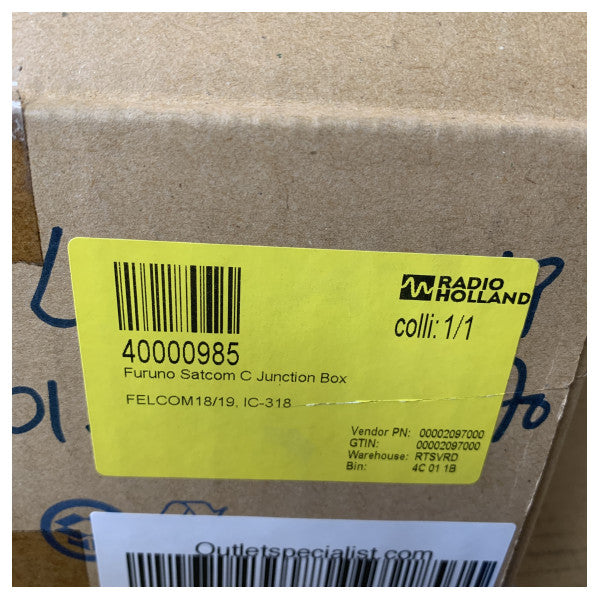 RADIO
HOLLAND
colli: 1/1
40000985
Furuno Satcom C Junction Box
FELCOM18/19, IC-318
Vendor PN: 00002097000
GTIN: 00002097000
Warehouse: RTSVRD
Bin: 4C 01 1B
Outletspecialist.com